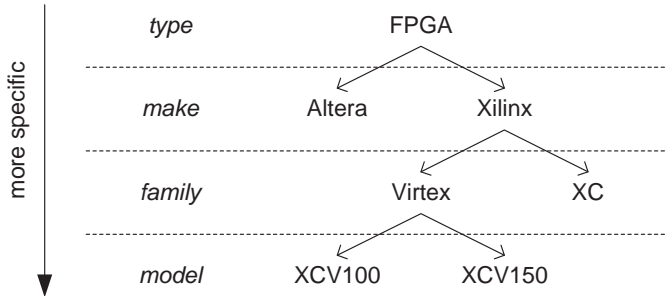 type FPGA
make Altera Xilinx
family Virtex XC
model XCV100 XCV150
more specific